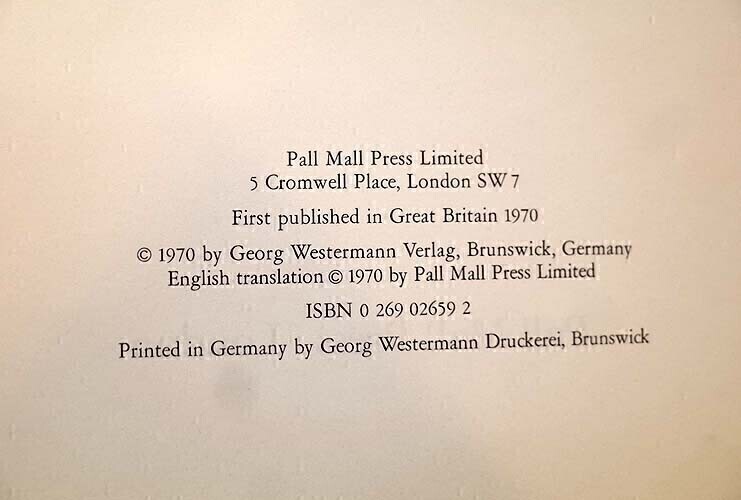 Pall Mall Press Limited
5 Cromwell Place, London SW 7
First published in Great Britain 1970
© 1970 by Georg Westermann Verlag, Brunswick, Germany
English translation © 1970 by Pall Mall Press Limited
ISBN 0 269 02659 2
Printed in Germany by Georg Westermann Druckerei, Brunswick